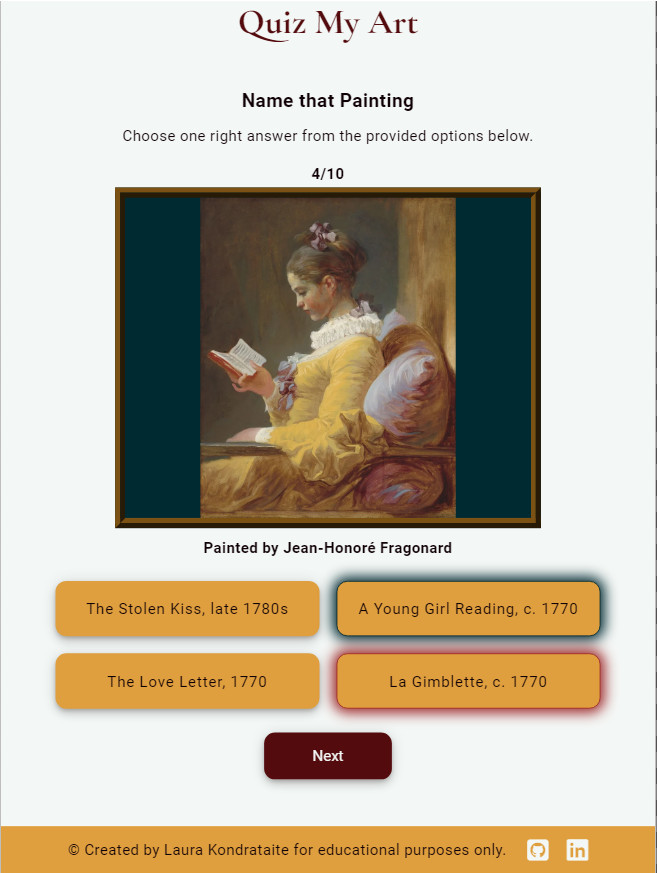 Quiz My Art
Name that Painting
Choose one right answer from the provided options below.
4/10
Painted by Jean-Honoré Fragonard
The Stolen Kiss, late 1780s
A Young Girl Reading, c. 1770
The Love Letter, 1770
La Gimblette, c. 1770
Next
© Created by Laura Kondrataite for educational purposes only.
in